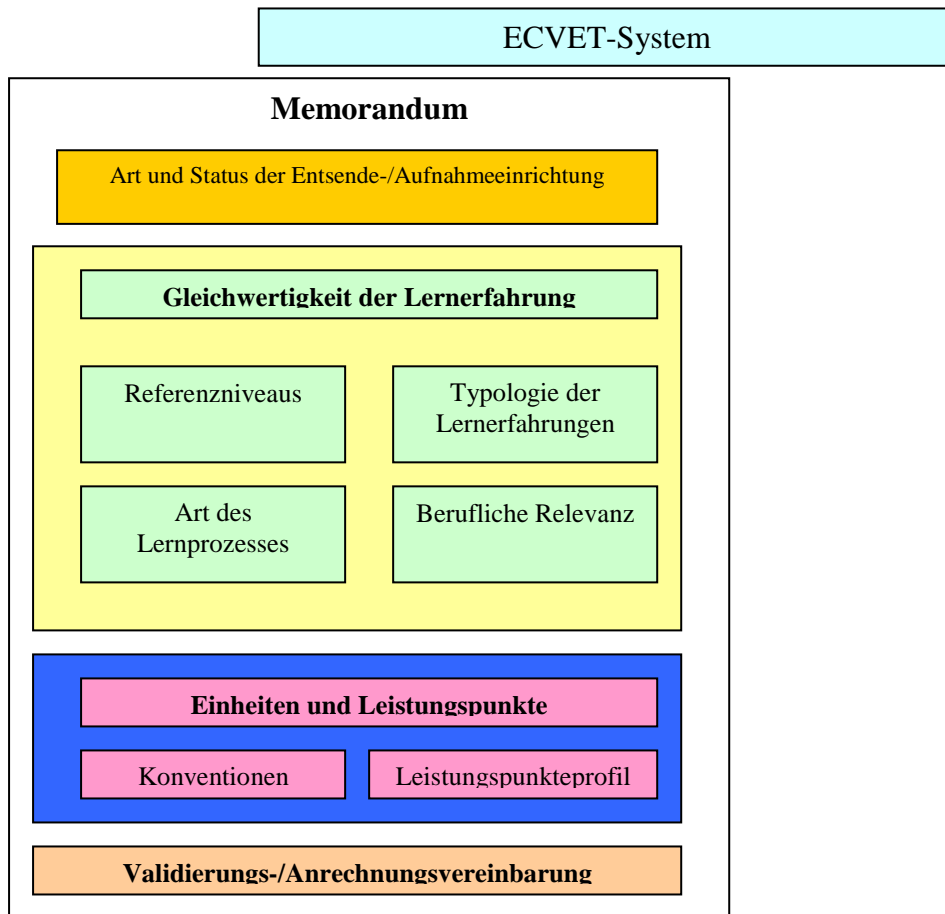 ECVET-System
Memorandum
Art und Status der Entsende-/Aufnahmeeinrichtung
Gleichwertigkeit der Lernerfahrung
Referenzniveaus
Typologie der
Lernerfahrungen
Art des
Lernprozesses
Berufliche Relevanz
Einheiten und Leistungspunkte
Konventionen
Leistungspunkteprofil
Validierungs-/Anrechnungsvereinbarung